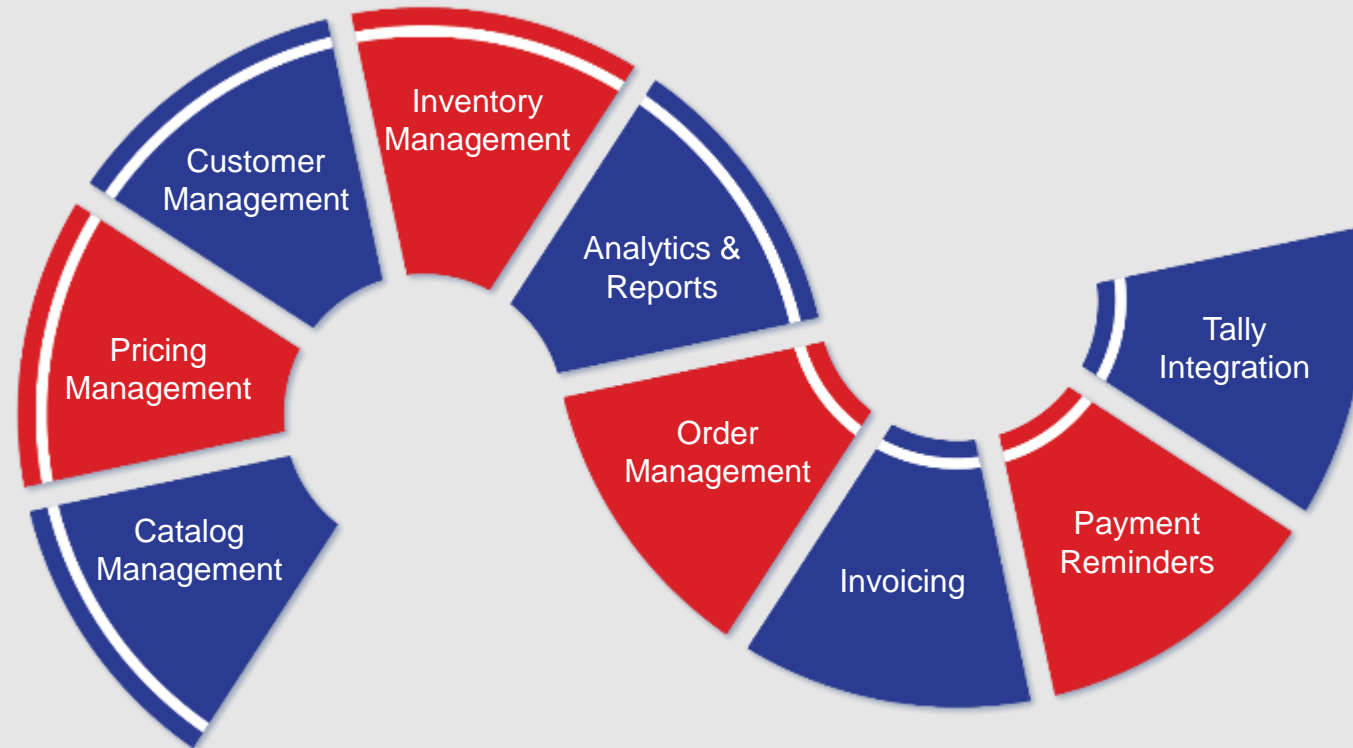 Catalog
Management
Pricing
Management
Customer
Management
Inventory
Management
Analytics &
Reports
Order
Management
Invoicing
Payment
Reminders
Tally
Integration